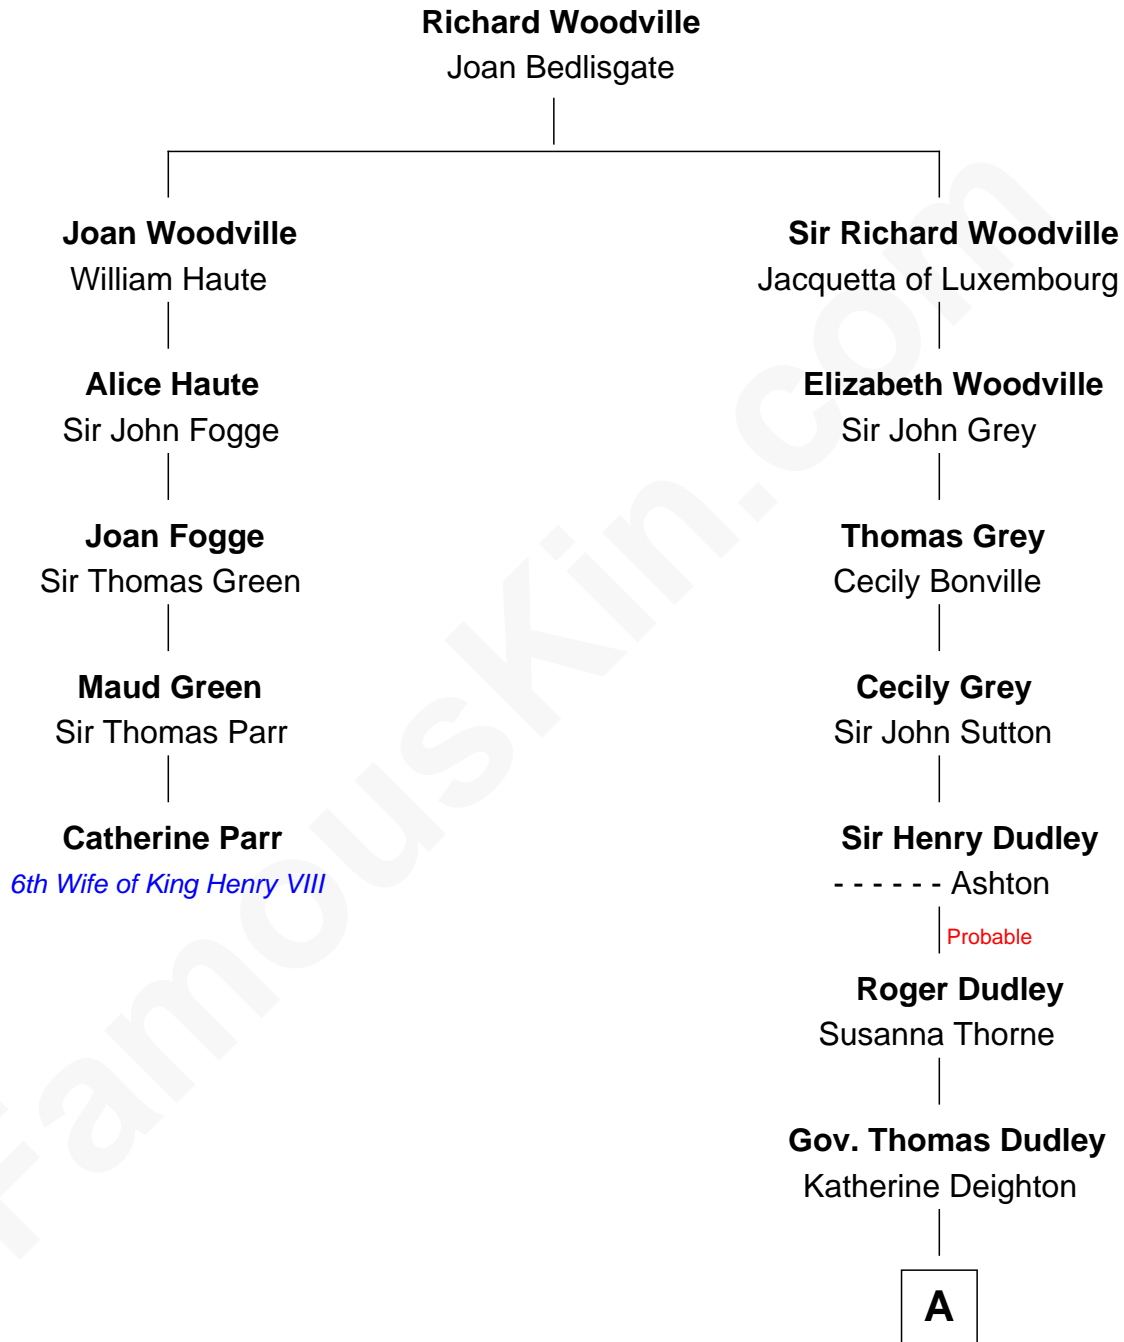 Richard Woodville
Joan Bedlisgate
Joan Woodville
William Haute
Sir Richard Woodville
Jacquetta of Luxembourg
Alice Haute
Sir John Fogge
Elizabeth Woodville
Sir John Grey
Joan Fogge
Sir Thomas Green
Thomas Grey
Cecily Bonville
Maud Green
Sir Thomas Parr
Cecily Grey
Sir John Sutton
Catherine Parr
6th Wife of King Henry VIII
Sir Henry Dudley
- - - - - - Ashton
Probable
Roger Dudley
Susanna Thorne
Gov. Thomas Dudley
Katherine Deighton
A
FamousKin.com